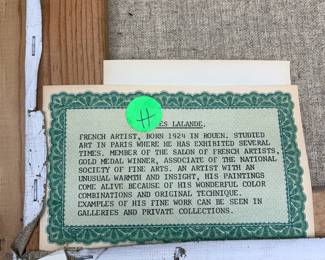 H
ES LALANDE.
FRENCH ARTIST, BORN 1924 IN ROUEN. STUDIED
ART IN PARIS WHERE HE HAS EXHIBITED SEVERAL
TIMES. MEMBER OF THE SALON OF FRENCH ARTISTS,
GOLD MEDAL WINNER, ASSOCIATE OF THE NATIONAL
SOCIETY OF FINE ARTS. AN ARTIST WITH AN
UNUSUAL WARMTH AND INSIGHT, HIS PAINTINGS
COME ALIVE BECAUSE OF HIS WONDERFUL COLOR
COMBINATIONS AND ORIGINAL TECHNIQUE.
EXAMPLES OF HIS FINE WORK CAN BE SEEN IN
GALLERIES AND PRIVATE COLLECTIONS.